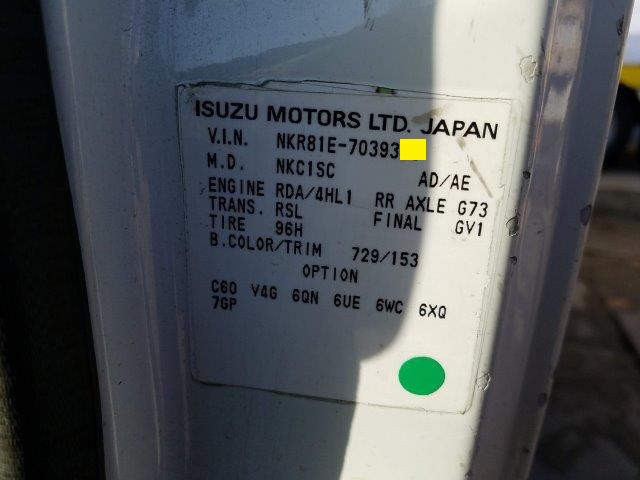 ISUZU MOTORS LTD. JAPAN
V.I.N. NKR81E-70393
M.D. NKC1SC AD/AE
ENGINE RDA/4HL1 RR AXLE G73
TRANS. RSL FINAL GV1
TIRE 96H
B.COLOR/TRIM 729/153
OPTION
C60 V4G 6QN 6UE 6WC 6XQ
7GP